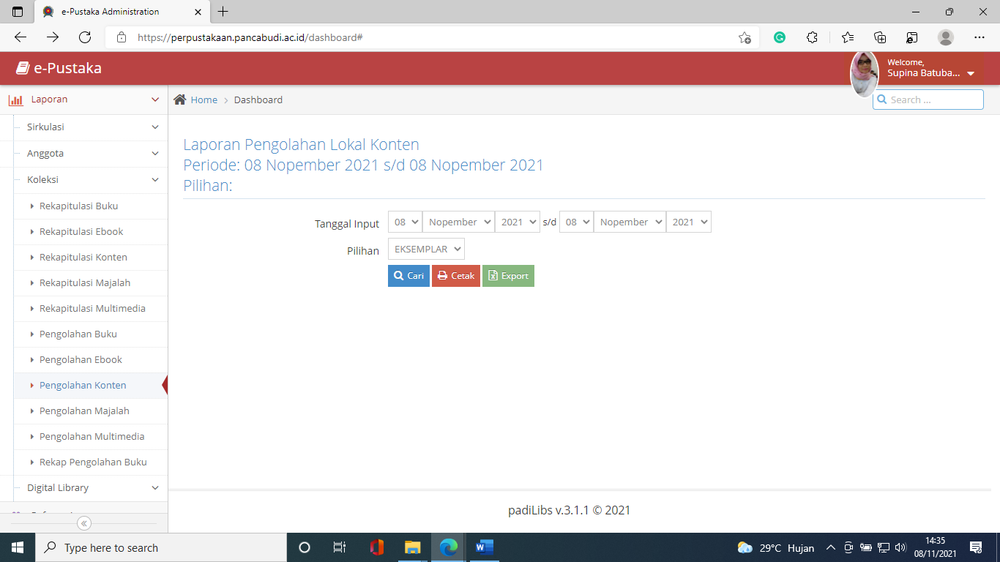 e-Pustaka Administration
https://perpustakaan.pancabudi.ac.id/dashboard#
e-Pustaka
Welcome,
Supina Batuba...
Laporan
Home > Dashboard
Search ...
Sirkulasi
Anggota
Koleksi
Rekapitulasi Buku
Rekapitulasi Ebook
Rekapitulasi Konten
Rekapitulasi Majalah
Rekapitulasi Multimedia
Pengolahan Buku
Pengolahan Ebook
Pengolahan Konten
Pengolahan Majalah
Pengolahan Multimedia
Rekap Pengolahan Buku
Digital Library
Laporan Pengolahan Lokal Konten
Periode: 08 Nopember 2021 s/d 08 Nopember 2021
Pilihan:
Tanggal Input 08 Nopember 2021 s/d 08 Nopember 2021
Pilihan EKSEMPLAR
Cari Cetak Export
padiLibs v.3.1.1 © 2021
Type here to search
29°C Hujan
14:35
08/11/2021